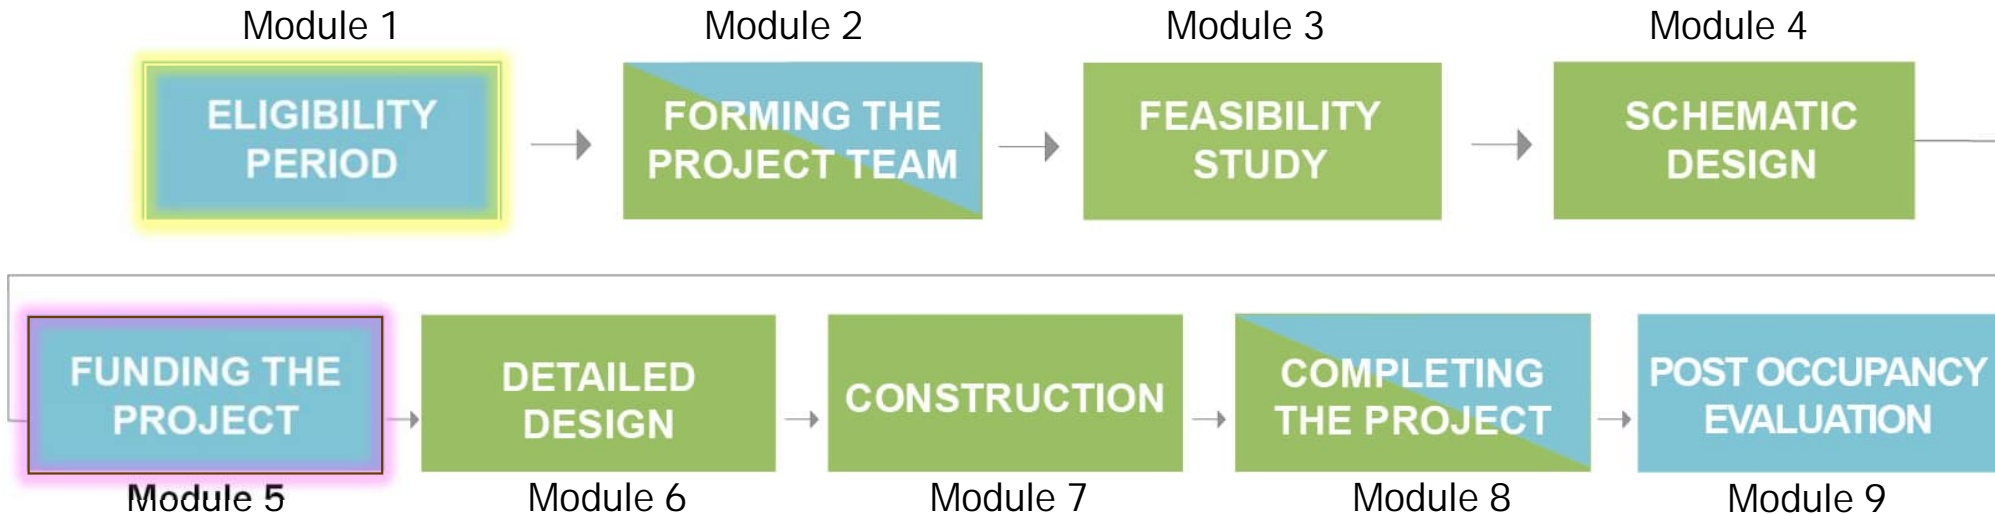 Module 1
Module 2
Module 3
Module 4
ELIGIBILITY
PERIOD
FORMING THE
PROJECT TEAM
FEASIBILITY
STUDY
SCHEMATIC
DESIGN
FUNDING THE
PROJECT
DETAILED
DESIGN
CONSTRUCTION
COMPLETING
THE PROJECT
POST OCCUPANCY
EVALUATION
Module 5
Module 6
Module 7
Module 8
Module 9